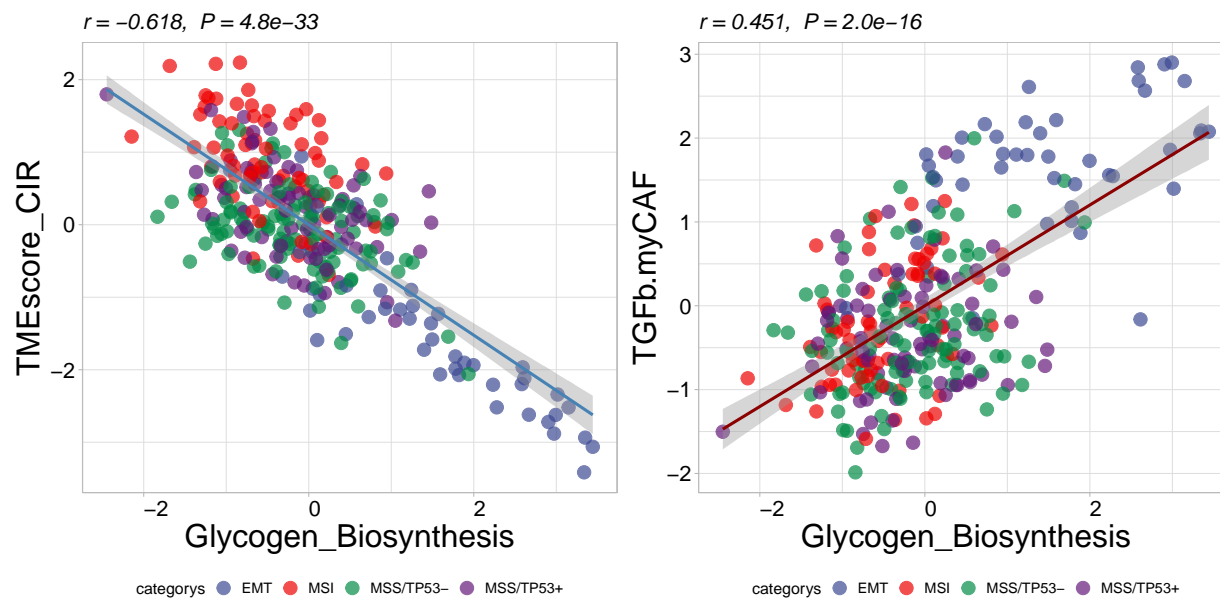 r = −0.618, P = 4.8e−33
TMEscore_CIR
2
0
−2
−2
0
2
Glycogen_Biosynthesis
categorys EMT MSI MSS/TP53− MSS/TP53+
r = 0.451, P = 2.0e−16
TGFb.myCAF
3
2
1
0
−1
−2
−2
0
2
Glycogen_Biosynthesis
categorys EMT MSI MSS/TP53− MSS/TP53+